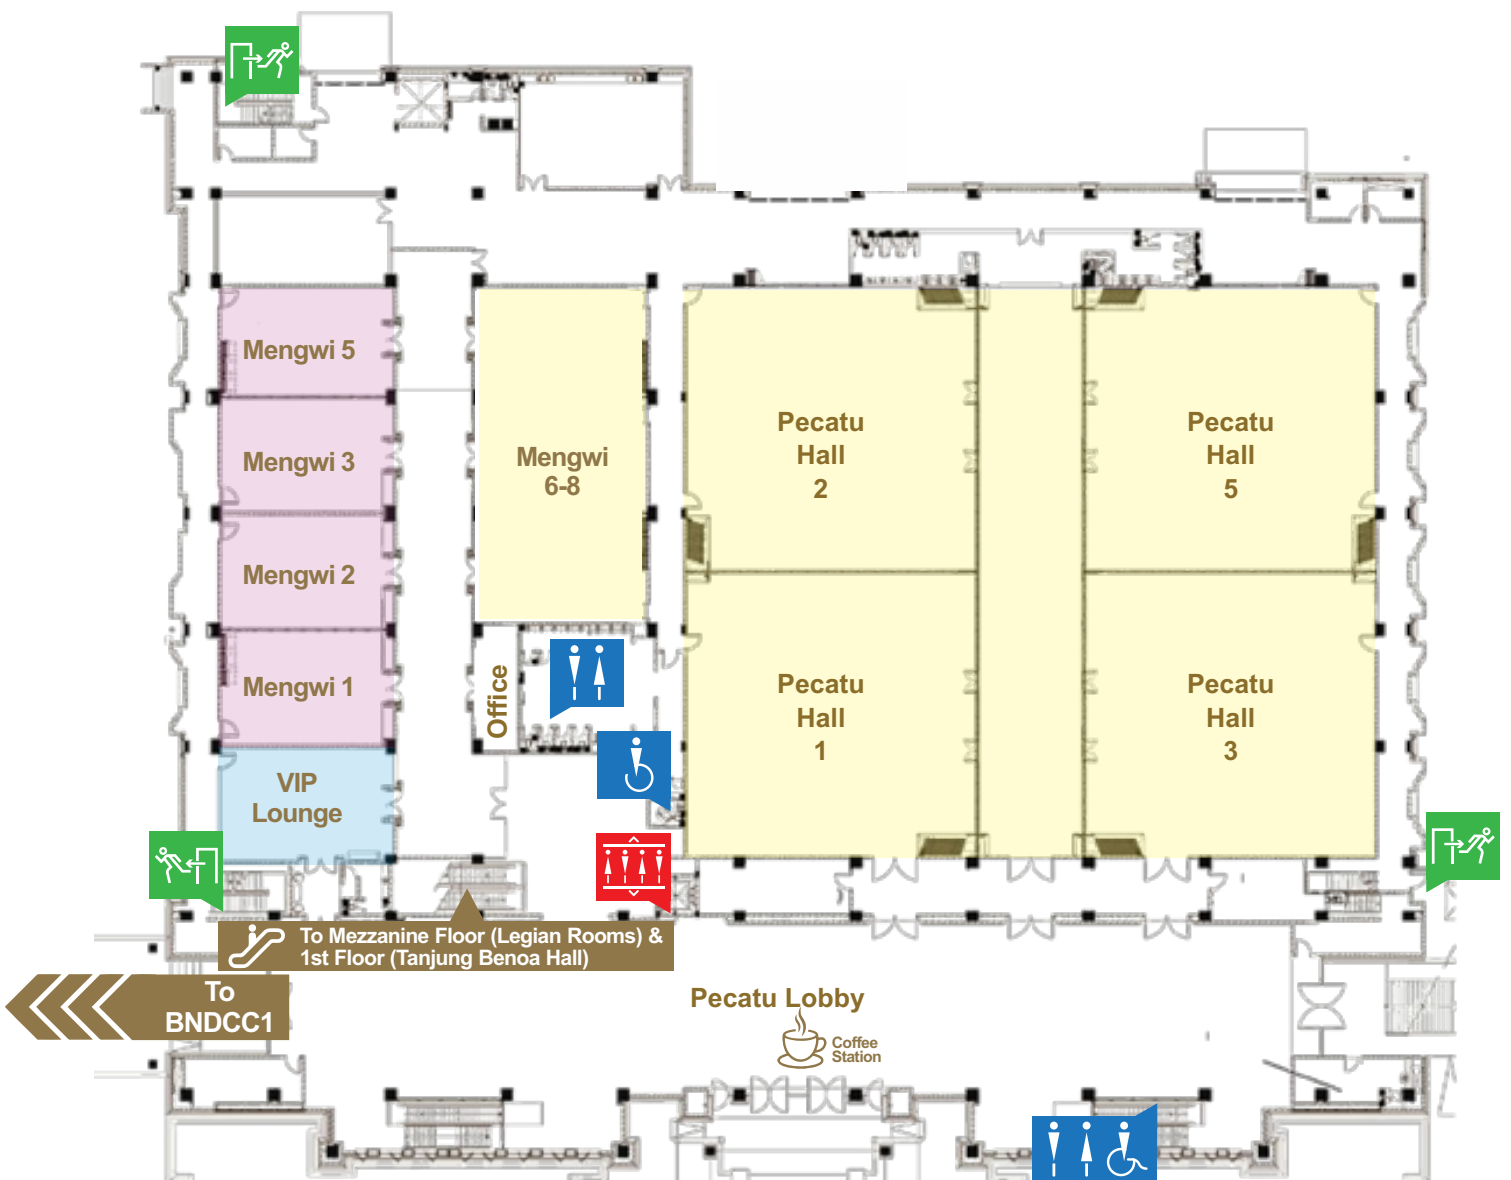 Mengwi 5
Mengwi 3
Mengwi 2
Mengwi 1
VIP
Lounge
Mengwi
6-8
Office
Pecatu
Hall
2
Pecatu
Hall
5
Pecatu
Hall
1
Pecatu
Hall
3
To Mezzanine Floor (Legian Rooms) &
1st Floor (Tanjung Benoa Hall)
To
BNDCC1
Pecatu Lobby
Coffee
Station